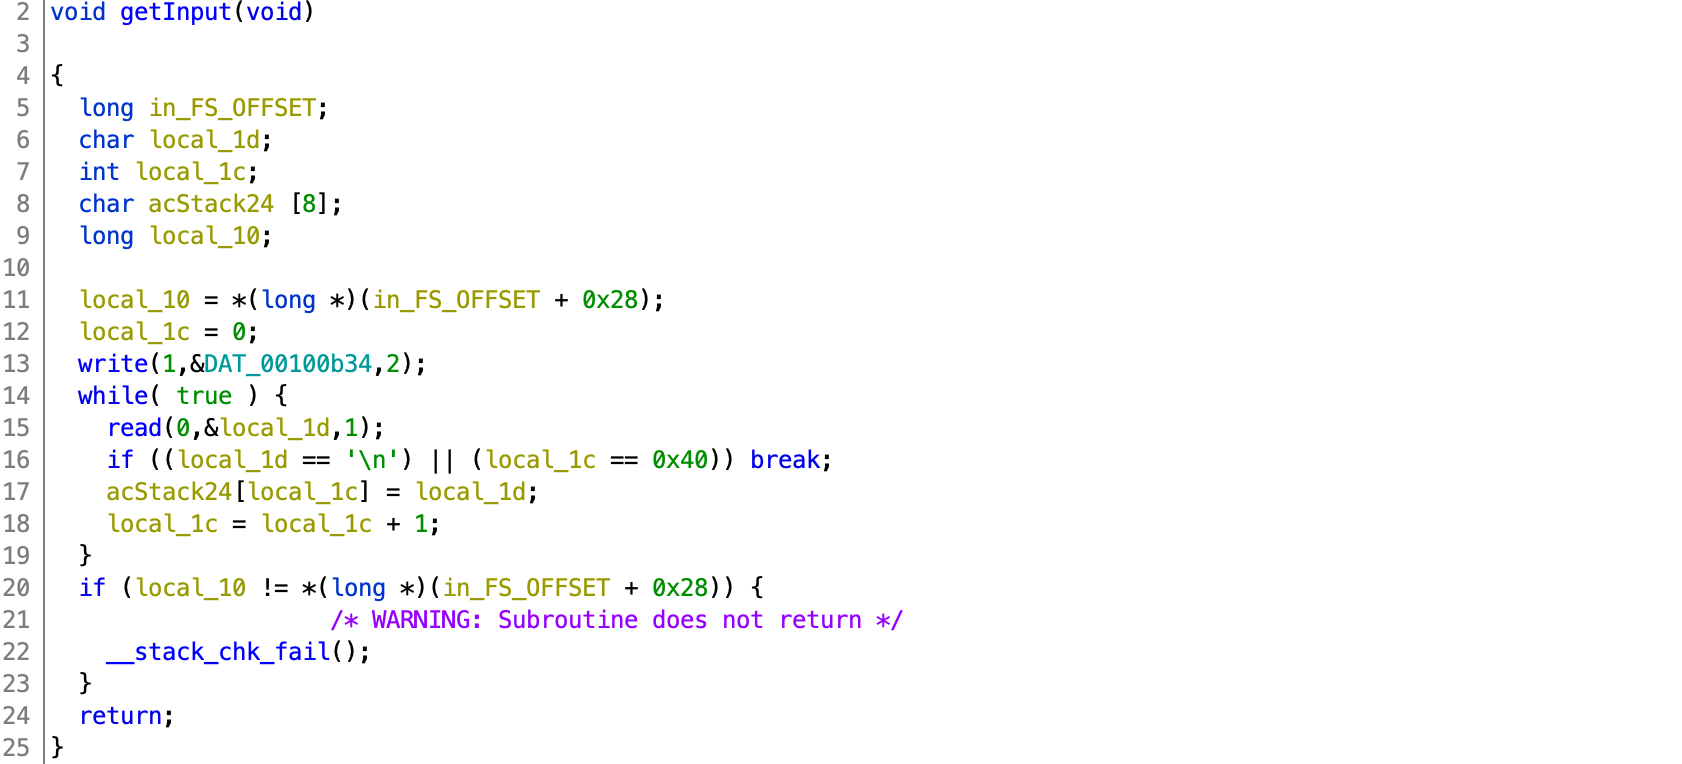 2 void getInput(void)
3
4 {
5   long in_FS_OFFSET;
6   char local_1d;
7   int local_1c;
8   char acStack24 [8];
9   long local_10;
10
11   local_10 = *(long *)(in_FS_OFFSET + 0x28);
12   local_1c = 0;
13   write(1,&DAT_00100b34,2);
14   while( true ) {
15     read(0,&local_1d,1);
16     if ((local_1d == '\n') || (local_1c == 0x40)) break;
17     acStack24[local_1c] = local_1d;
18     local_1c = local_1c + 1;
19   }
20   if (local_10 != *(long *)(in_FS_OFFSET + 0x28)) {
21                     /* WARNING: Subroutine does not return */
22     __stack_chk_fail();
23   }
24   return;
25 }